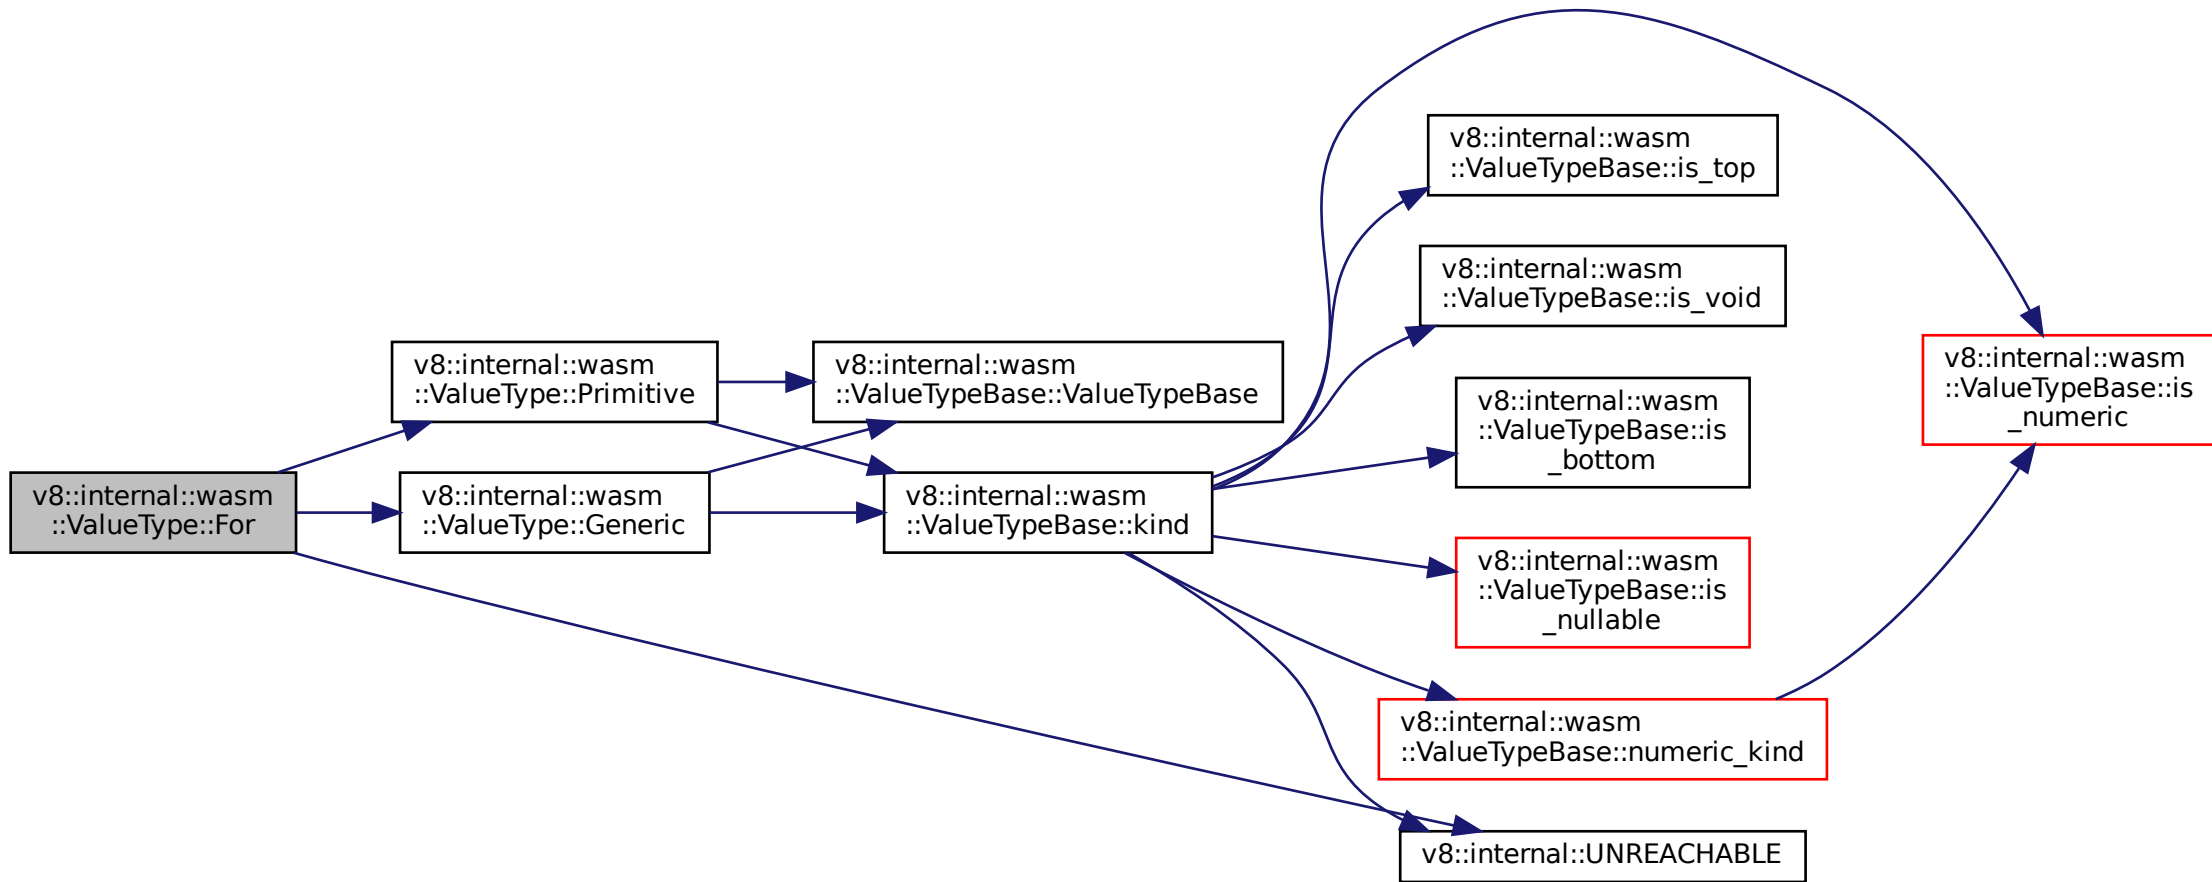 v8::internal::wasm
::ValueType::For
v8::internal::wasm
::ValueType::Primitive
v8::internal::wasm
::ValueType::Generic
v8::internal::wasm
::ValueTypeBase::ValueTypeBase
v8::internal::wasm
::ValueTypeBase::kind
v8::internal::wasm
::ValueTypeBase::is_top
v8::internal::wasm
::ValueTypeBase::is_void
v8::internal::wasm
::ValueTypeBase::is
_bottom
v8::internal::wasm
::ValueTypeBase::is
_nullable
v8::internal::wasm
::ValueTypeBase::numeric_kind
v8::internal::UNREACHABLE
v8::internal::wasm
::ValueTypeBase::is
_numeric